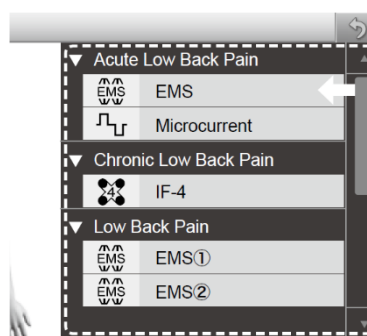 ▼ Acute Low Back Pain
EMS EMS
Microcurrent
▼ Chronic Low Back Pain
4 IF-4
▼ Low Back Pain
EMS EMS①
EMS EMS②